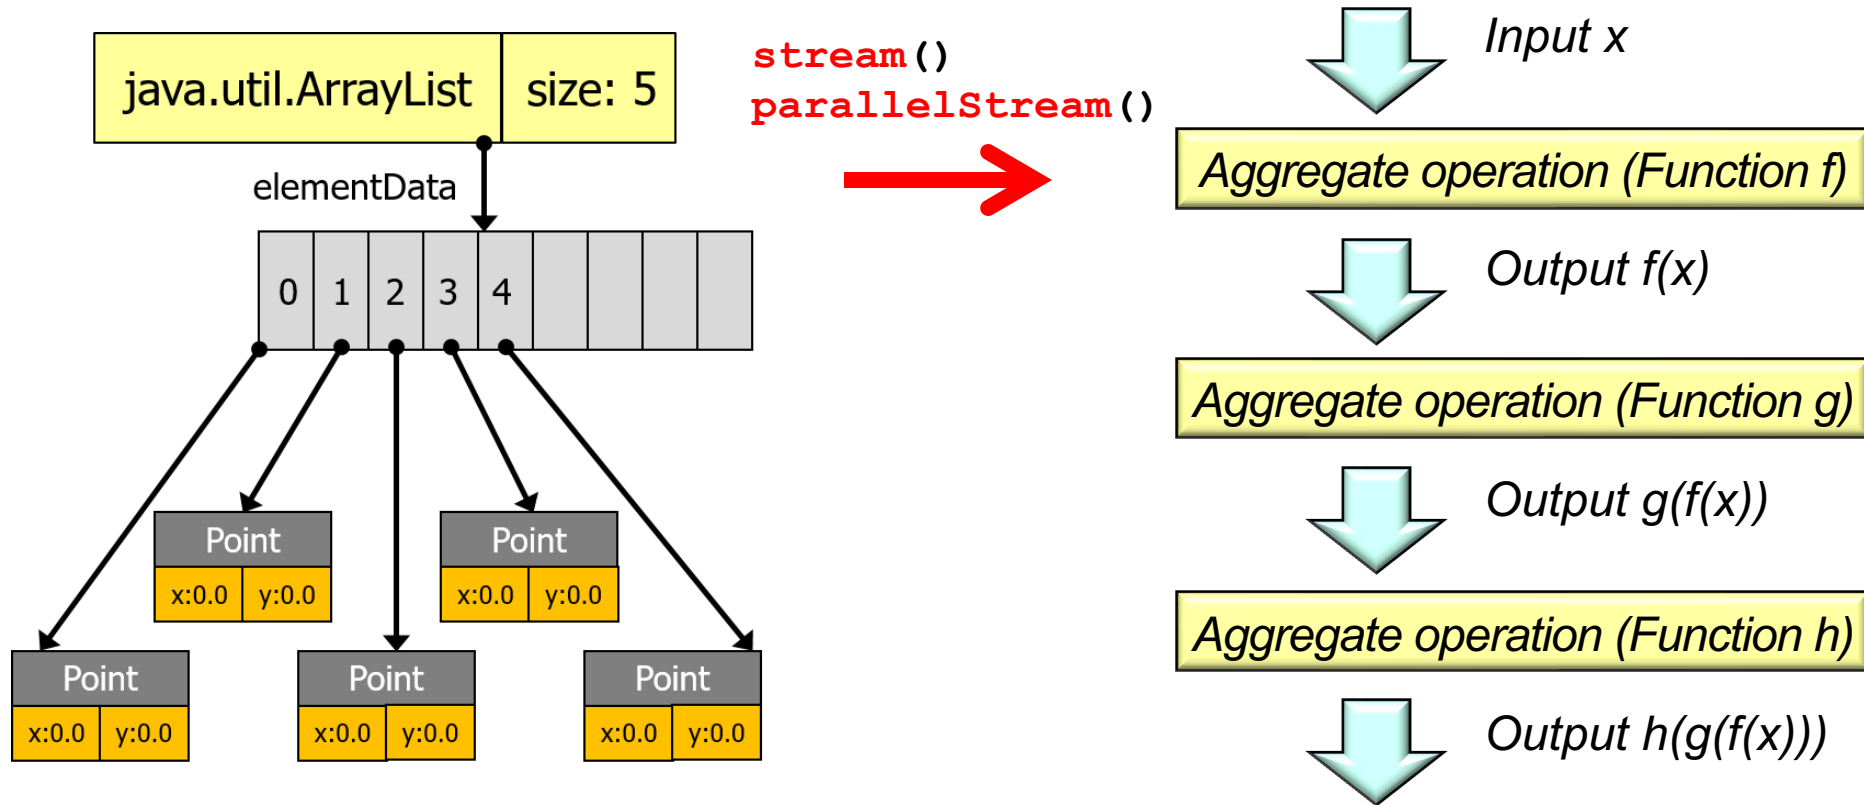 java.util.ArrayList size: 5
elementData
0 1 2 3 4
Point Point
x:0.0 y:0.0 x:0.0 y:0.0
Point Point Point
x:0.0 y:0.0 x:0.0 y:0.0 x:0.0 y:0.0
stream()
parallelStream()
Input x
Aggregate operation (Function f)
Output f(x)
Aggregate operation (Function g)
Output g(f(x))
Aggregate operation (Function h)
Output h(g(f(x)))